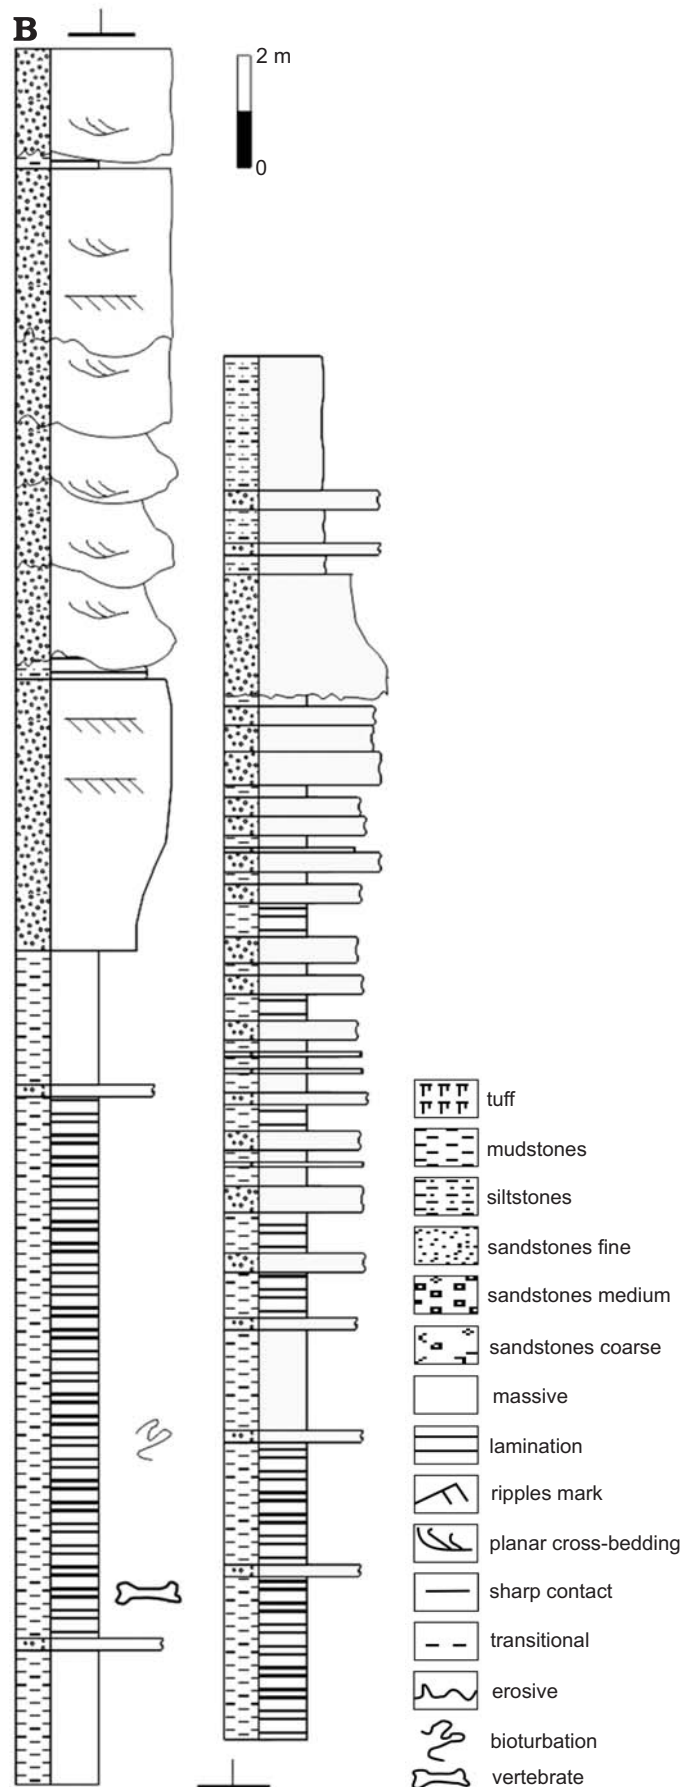 B
2 m
0
tuff
mudstones
siltstones
sandstones fine
sandstones medium
sandstones coarse
massive
lamination
ripples mark
planar cross-bedding
sharp contact
transitional
erosive
bioturbation
vertebrate